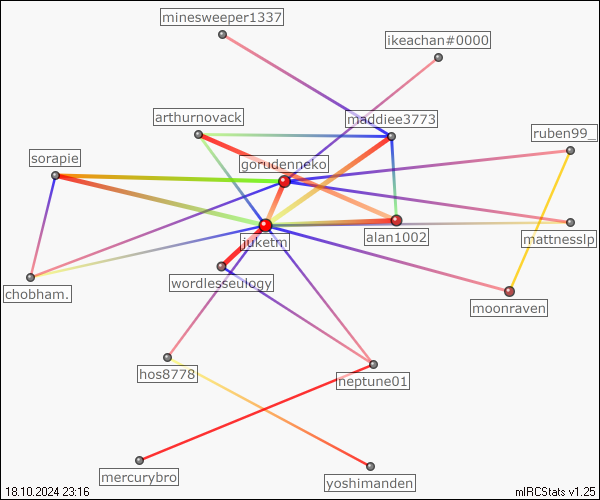 minesweeper1337
ikeachan#0000
arthurnovack
maddiee3773
ruben99_
sorapie
gorudenneko
juketm
alan1002
mattnesslp
wordlesseulogy
chobham.
moonraven
hos8778
neptune01
mercurybro
yoshimanden
18.10.2024 23:16
mIRCStats v1.25